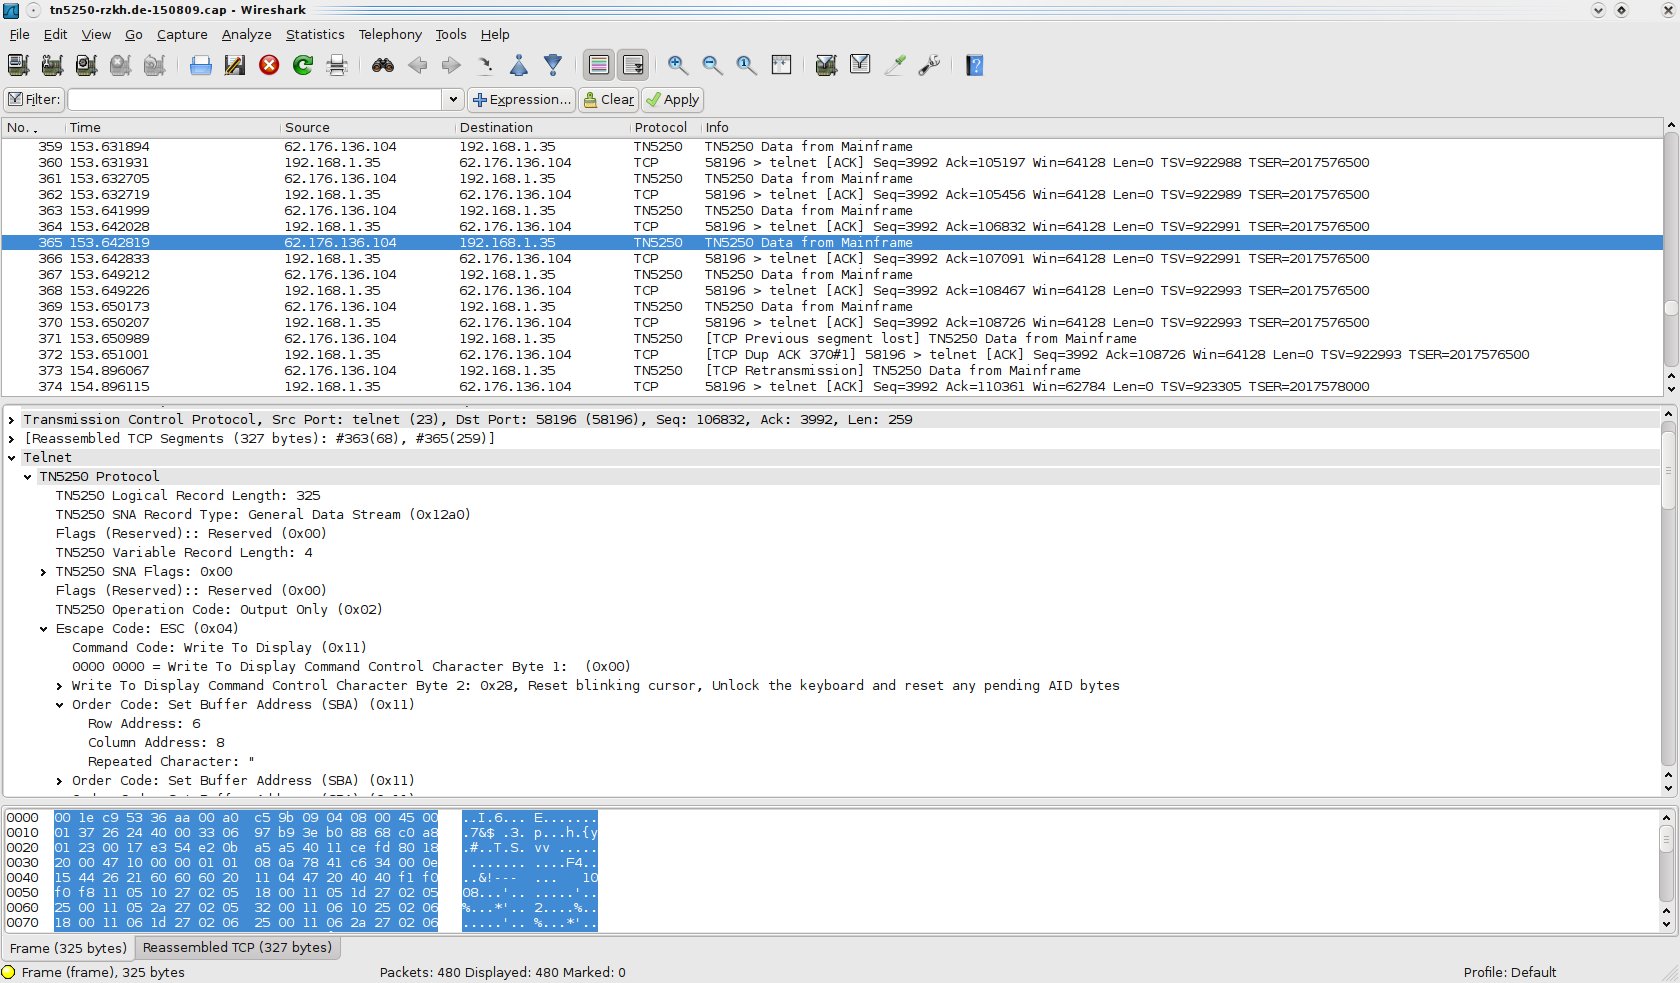 tn5250-rzkh.de-150809.cap - Wireshark
File Edit View Go Capture Analyze Statistics Telephony Tools Help
Filter: Expression... Clear Apply
No. . Time Source Destination Protocol Info
359 153.631894 62.176.136.104 192.168.1.35 TN5250 TN5250 Data from Mainframe
360 153.631931 192.168.1.35 62.176.136.104 TCP 58196 > telnet [ACK] Seq=3992 Ack=105197 Win=64128 Len=0 TSV=922988 TSER=2017576500
361 153.632705 62.176.136.104 192.168.1.35 TN5250 TN5250 Data from Mainframe
362 153.632719 192.168.1.35 62.176.136.104 TCP 58196 > telnet [ACK] Seq=3992 Ack=105456 Win=64128 Len=0 TSV=922989 TSER=2017576500
363 153.641999 62.176.136.104 192.168.1.35 TN5250 TN5250 Data from Mainframe
364 153.642028 192.168.1.35 62.176.136.104 TCP 58196 > telnet [ACK] Seq=3992 Ack=106832 Win=64128 Len=0 TSV=922991 TSER=2017576500
365 153.642819 62.176.136.104 192.168.1.35 TN5250 TN5250 Data from Mainframe
366 153.642833 192.168.1.35 62.176.136.104 TCP 58196 > telnet [ACK] Seq=3992 Ack=107091 Win=64128 Len=0 TSV=922991 TSER=2017576500
367 153.649212 62.176.136.104 192.168.1.35 TN5250 TN5250 Data from Mainframe
368 153.649226 192.168.1.35 62.176.136.104 TCP 58196 > telnet [ACK] Seq=3992 Ack=108467 Win=64128 Len=0 TSV=922993 TSER=2017576500
369 153.650173 62.176.136.104 192.168.1.35 TN5250 TN5250 Data from Mainframe
370 153.650207 192.168.1.35 62.176.136.104 TCP 58196 > telnet [ACK] Seq=3992 Ack=108726 Win=64128 Len=0 TSV=922993 TSER=2017576500
371 153.650989 62.176.136.104 192.168.1.35 TN5250 [TCP Previous segment lost] TN5250 Data from Mainframe
372 153.651001 192.168.1.35 62.176.136.104 TCP [TCP Dup ACK 370#1] 58196 > telnet [ACK] Seq=3992 Ack=108726 Win=64128 Len=0 TSV=922993 TSER=2017576500
373 154.896067 62.176.136.104 192.168.1.35 TN5250 [TCP Retransmission] TN5250 Data from Mainframe
374 154.896115 192.168.1.35 62.176.136.104 TCP 58196 > telnet [ACK] Seq=3992 Ack=110361 Win=62784 Len=0 TSV=923305 TSER=2017578000
Transmission Control Protocol, Src Port: telnet (23), Dst Port: 58196 (58196), Seq: 106832, Ack: 3992, Len: 259
[Reassembled TCP Segments (327 bytes): #363(68), #365(259)]
Telnet
TN5250 Protocol
TN5250 Logical Record Length: 325
TN5250 SNA Record Type: General Data Stream (0x12a0)
Flags (Reserved):: Reserved (0x00)
TN5250 Variable Record Length: 4
TN5250 SNA Flags: 0x00
Flags (Reserved):: Reserved (0x00)
TN5250 Operation Code: Output Only (0x02)
Escape Code: ESC (0x04)
Command Code: Write To Display (0x11)
0000 0000 = Write To Display Command Control Character Byte 1:  (0x00)
Write To Display Command Control Character Byte 2: 0x28, Reset blinking cursor, Unlock the keyboard and reset any pending AID bytes
Order Code: Set Buffer Address (SBA) (0x11)
Row Address: 6
Column Address: 8
Repeated Character: "
Order Code: Set Buffer Address (SBA) (0x11)
0000 00 1e c9 53 36 aa 00 a0 c5 9b 09 04 08 00 45 00 ..I.6... E.......
0010 01 37 26 24 40 00 33 06 97 b9 3e b0 88 68 c0 a8 .7&$ .3. p...h.{y
0020 01 23 00 17 e3 54 e2 0b a5 a5 40 11 ce fd 80 18 .#..T.S. vv .....
0030 20 00 47 10 00 00 01 01 08 0a 78 41 c6 34 00 0e ........ ....F4..
0040 15 44 26 21 60 60 60 20 11 04 47 20 40 40 f1 f0 ..&!--- ...   10
0050 f0 f8 11 05 10 27 02 05 18 00 11 05 1d 27 02 05 08...'.. .....'..
0060 25 00 11 05 2a 27 02 05 32 00 11 06 10 25 02 06 %...*'.. 2....%..
0070 18 00 11 06 1d 27 02 06 25 00 11 06 2a 27 02 06 .....'.. %...*'..
Frame (325 bytes) Reassembled TCP (327 bytes)
Frame (frame), 325 bytes Packets: 480 Displayed: 480 Marked: 0 Profile: Default